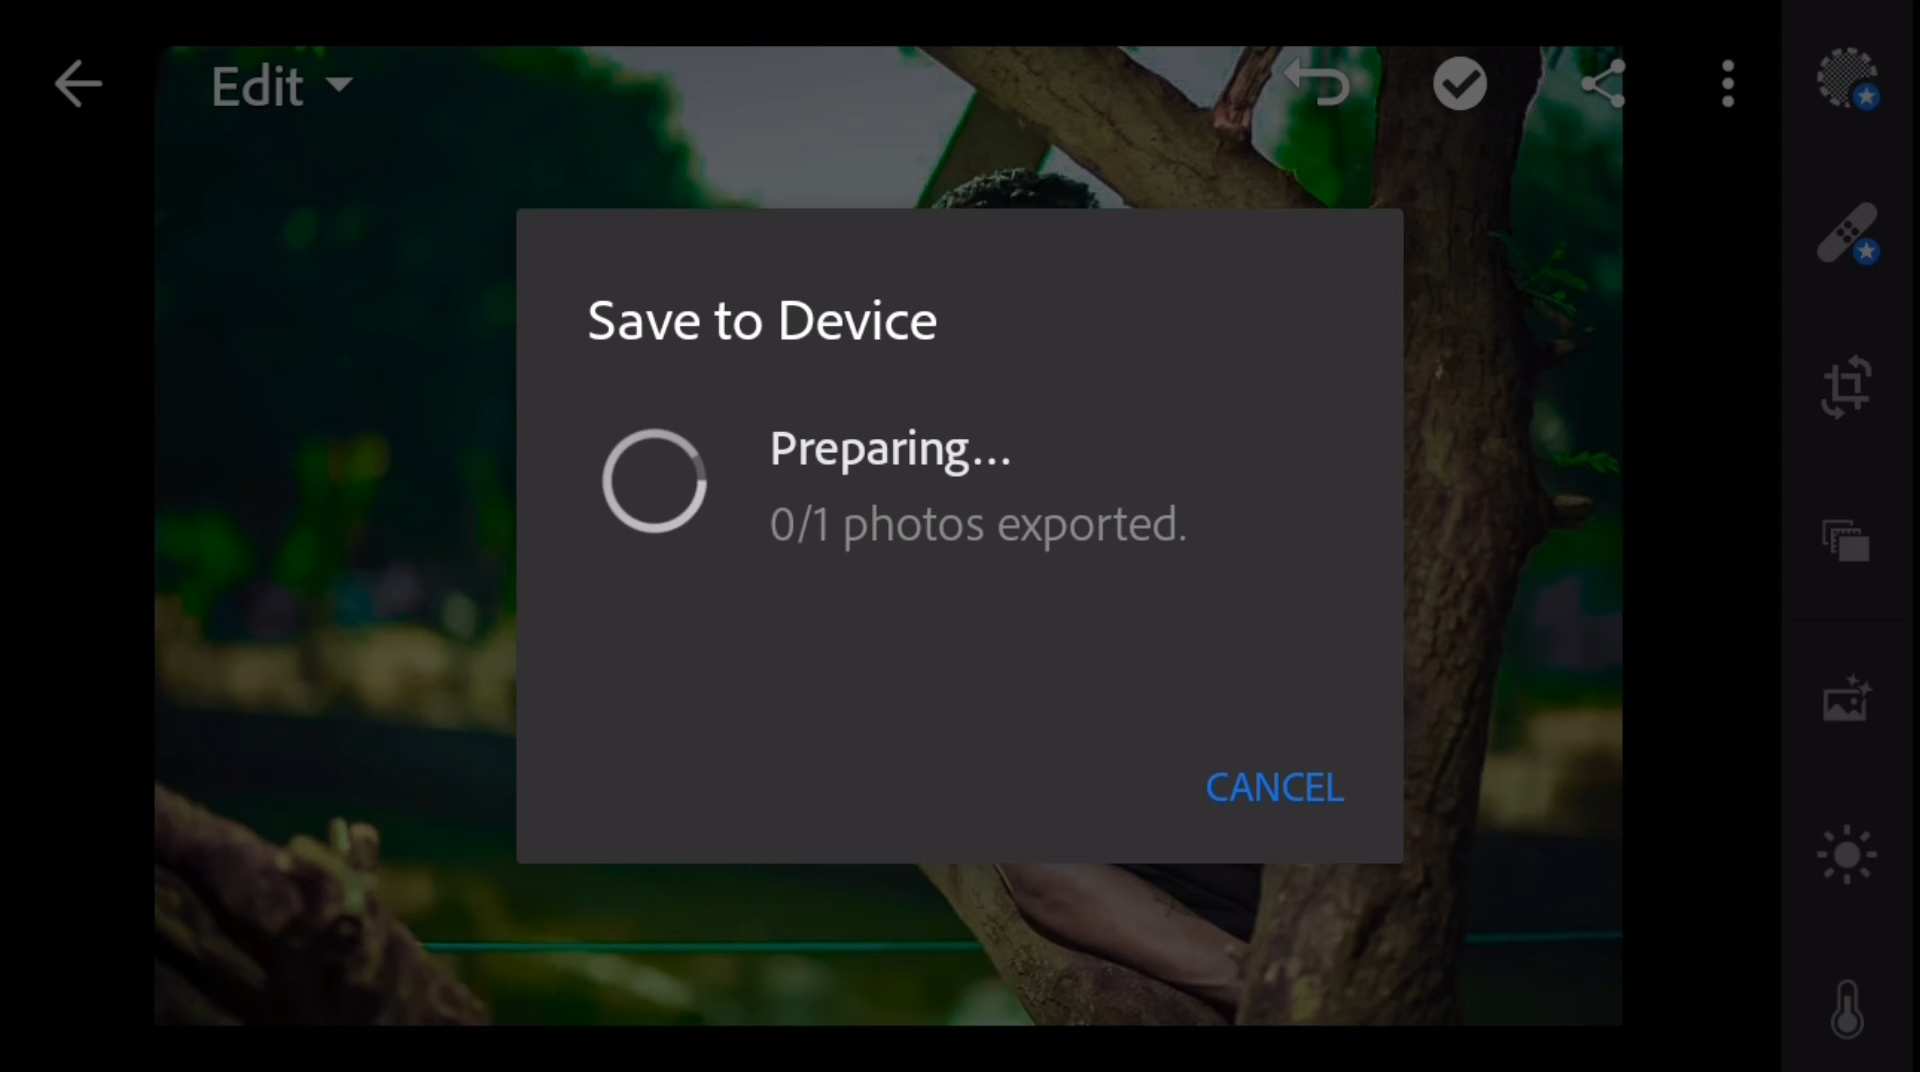 Edit
Save to Device
Preparing...
0/1 photos exported.
CANCEL